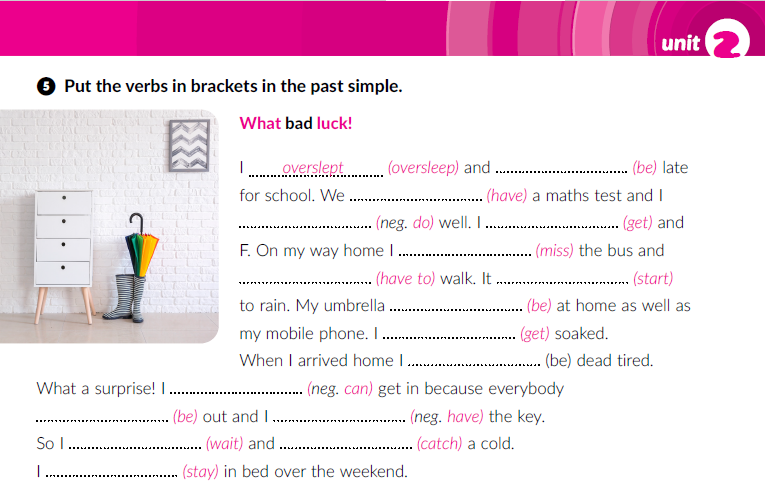 unit 2
5 Put the verbs in brackets in the past simple.
What bad luck!
I ...... overslept ...... (oversleep) and ............ (be) late
for school. We ............ (have) a maths test and I
............ (neg. do) well. I ............ (get) and
F. On my way home I ............ (miss) the bus and
............ (have to) walk. It ............ (start)
to rain. My umbrella ............ (be) at home as well as
my mobile phone. I ............ (get) soaked.
When I arrived home I ............ (be) dead tired.
What a surprise! I ............ (neg. can) get in because everybody
............ (be) out and I ............ (neg. have) the key.
So I ............ (wait) and ............ (catch) a cold.
I ............ (stay) in bed over the weekend.